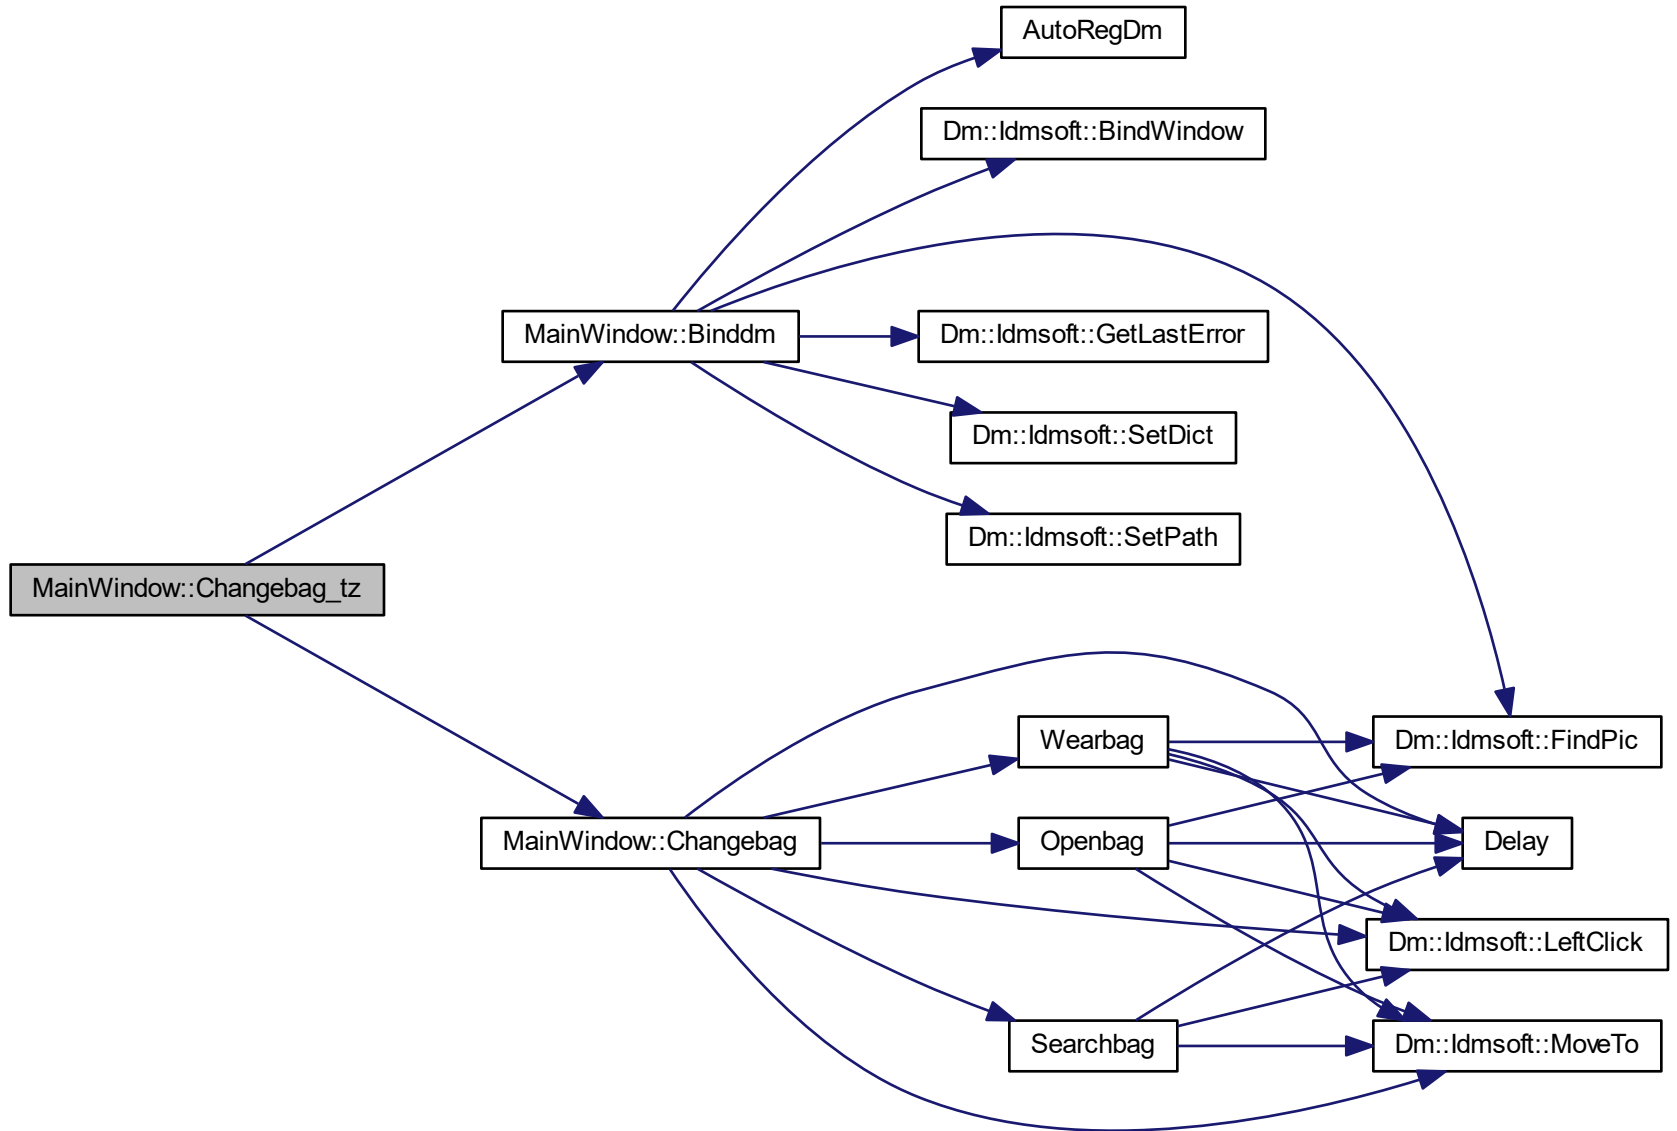 AutoRegDm
Dm::Idmsoft::BindWindow
MainWindow::Binddm
Dm::Idmsoft::GetLastError
Dm::Idmsoft::SetDict
Dm::Idmsoft::SetPath
MainWindow::Changebag_tz
Wearbag
Dm::Idmsoft::FindPic
MainWindow::Changebag
Openbag
Delay
Dm::Idmsoft::LeftClick
Searchbag
Dm::Idmsoft::MoveTo